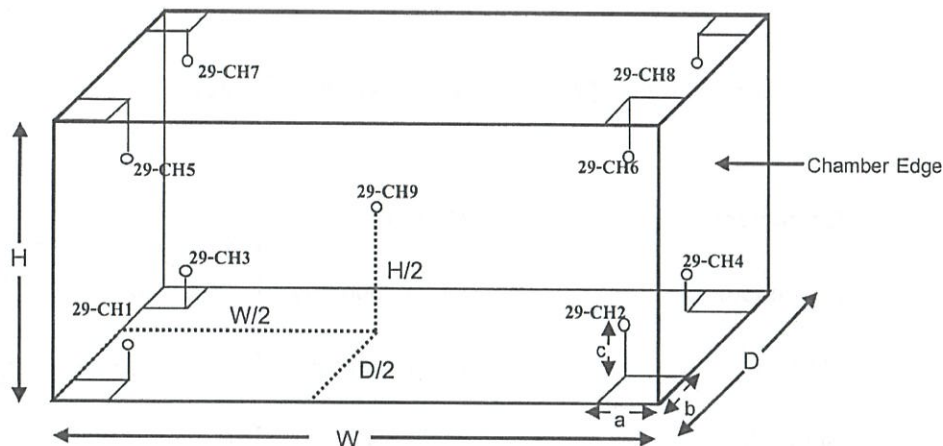 29-CH7
29-CH8
29-CH5
29-CH6
Chamber Edge
29-CH9
H
29-CH3
H/2
29-CH4
29-CH1
W/2
29-CH2
c
D/2
D
a
b
W